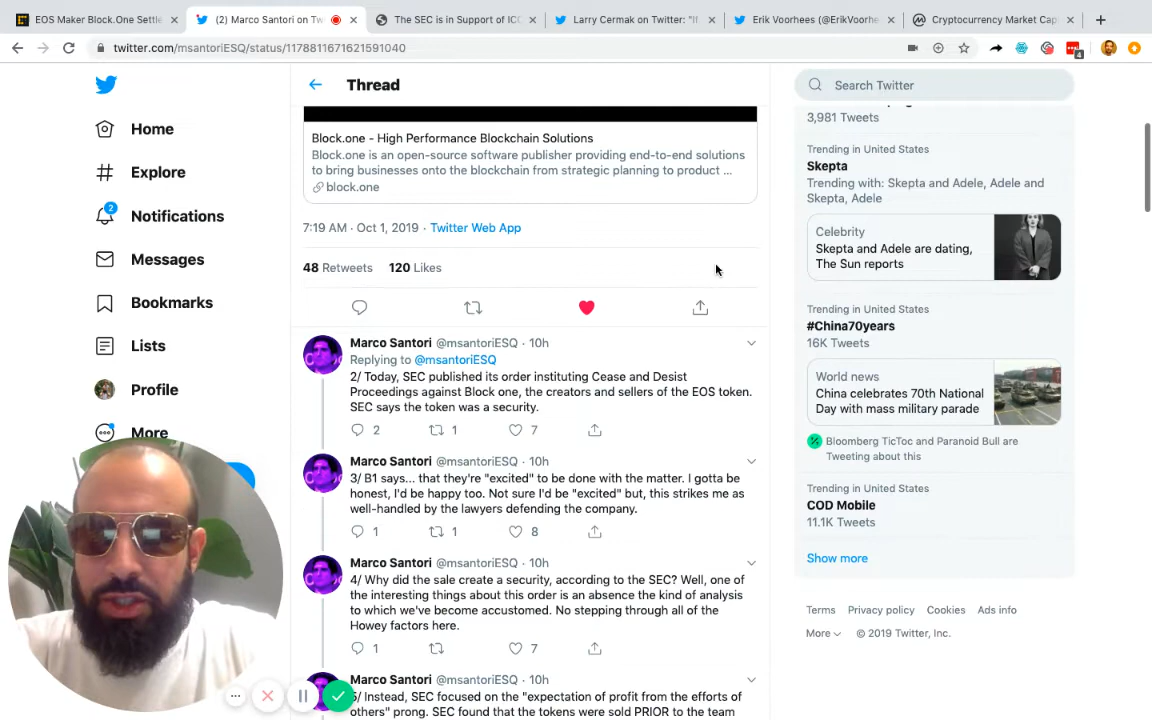 EOS Maker Block.One Settle
(2) Marco Santori on Tw
The SEC is in Support of ICO
Larry Cermak on Twitter: "If
Erik Voorhees (@ErikVoorhe
Cryptocurrency Market Cap
twitter.com/msantoriESQ/status/1178811671621591040
4
Home
Explore
2
Notifications
Messages
Bookmarks
Lists
Profile
More
Thread
Block.one - High Performance Blockchain Solutions
Block.one is an open-source software publisher providing end-to-end solutions
to bring businesses onto the blockchain from strategic planning to product ...
block.one
7:19 AM · Oct 1, 2019 · Twitter Web App
48 Retweets 120 Likes
Marco Santori @msantoriESQ · 10h
Replying to @msantoriESQ
2/ Today, SEC published its order instituting Cease and Desist
Proceedings against Block one, the creators and sellers of the EOS token.
SEC says the token was a security.
2 1 7
Marco Santori @msantoriESQ · 10h
3/ B1 says... that they're "excited" to be done with the matter. I gotta be
honest, I'd be happy too. Not sure I'd be "excited" but, this strikes me as
well-handled by the lawyers defending the company.
1 1 8
Marco Santori @msantoriESQ · 10h
4/ Why did the sale create a security, according to the SEC? Well, one of
the interesting things about this order is an absence the kind of analysis
to which we've become accustomed. No stepping through all of the
Howey factors here.
1 7
Marco Santori @msantoriESQ · 10h
5/ Instead, SEC focused on the "expectation of profit from the efforts of
others" prong. SEC found that the tokens were sold PRIOR to the team
Search Twitter
3,981 Tweets
Trending in United States
Skepta
Trending with: Skepta and Adele, Adele and
Skepta, Adele
Celebrity
Skepta and Adele are dating,
The Sun reports
Trending in United States
#China70years
16K Tweets
World news
China celebrates 70th National
Day with mass military parade
Bloomberg TicToc and Paranoid Bull are
Tweeting about this
Trending in United States
COD Mobile
11.1K Tweets
Show more
Terms Privacy policy Cookies Ads info
More © 2019 Twitter, Inc.